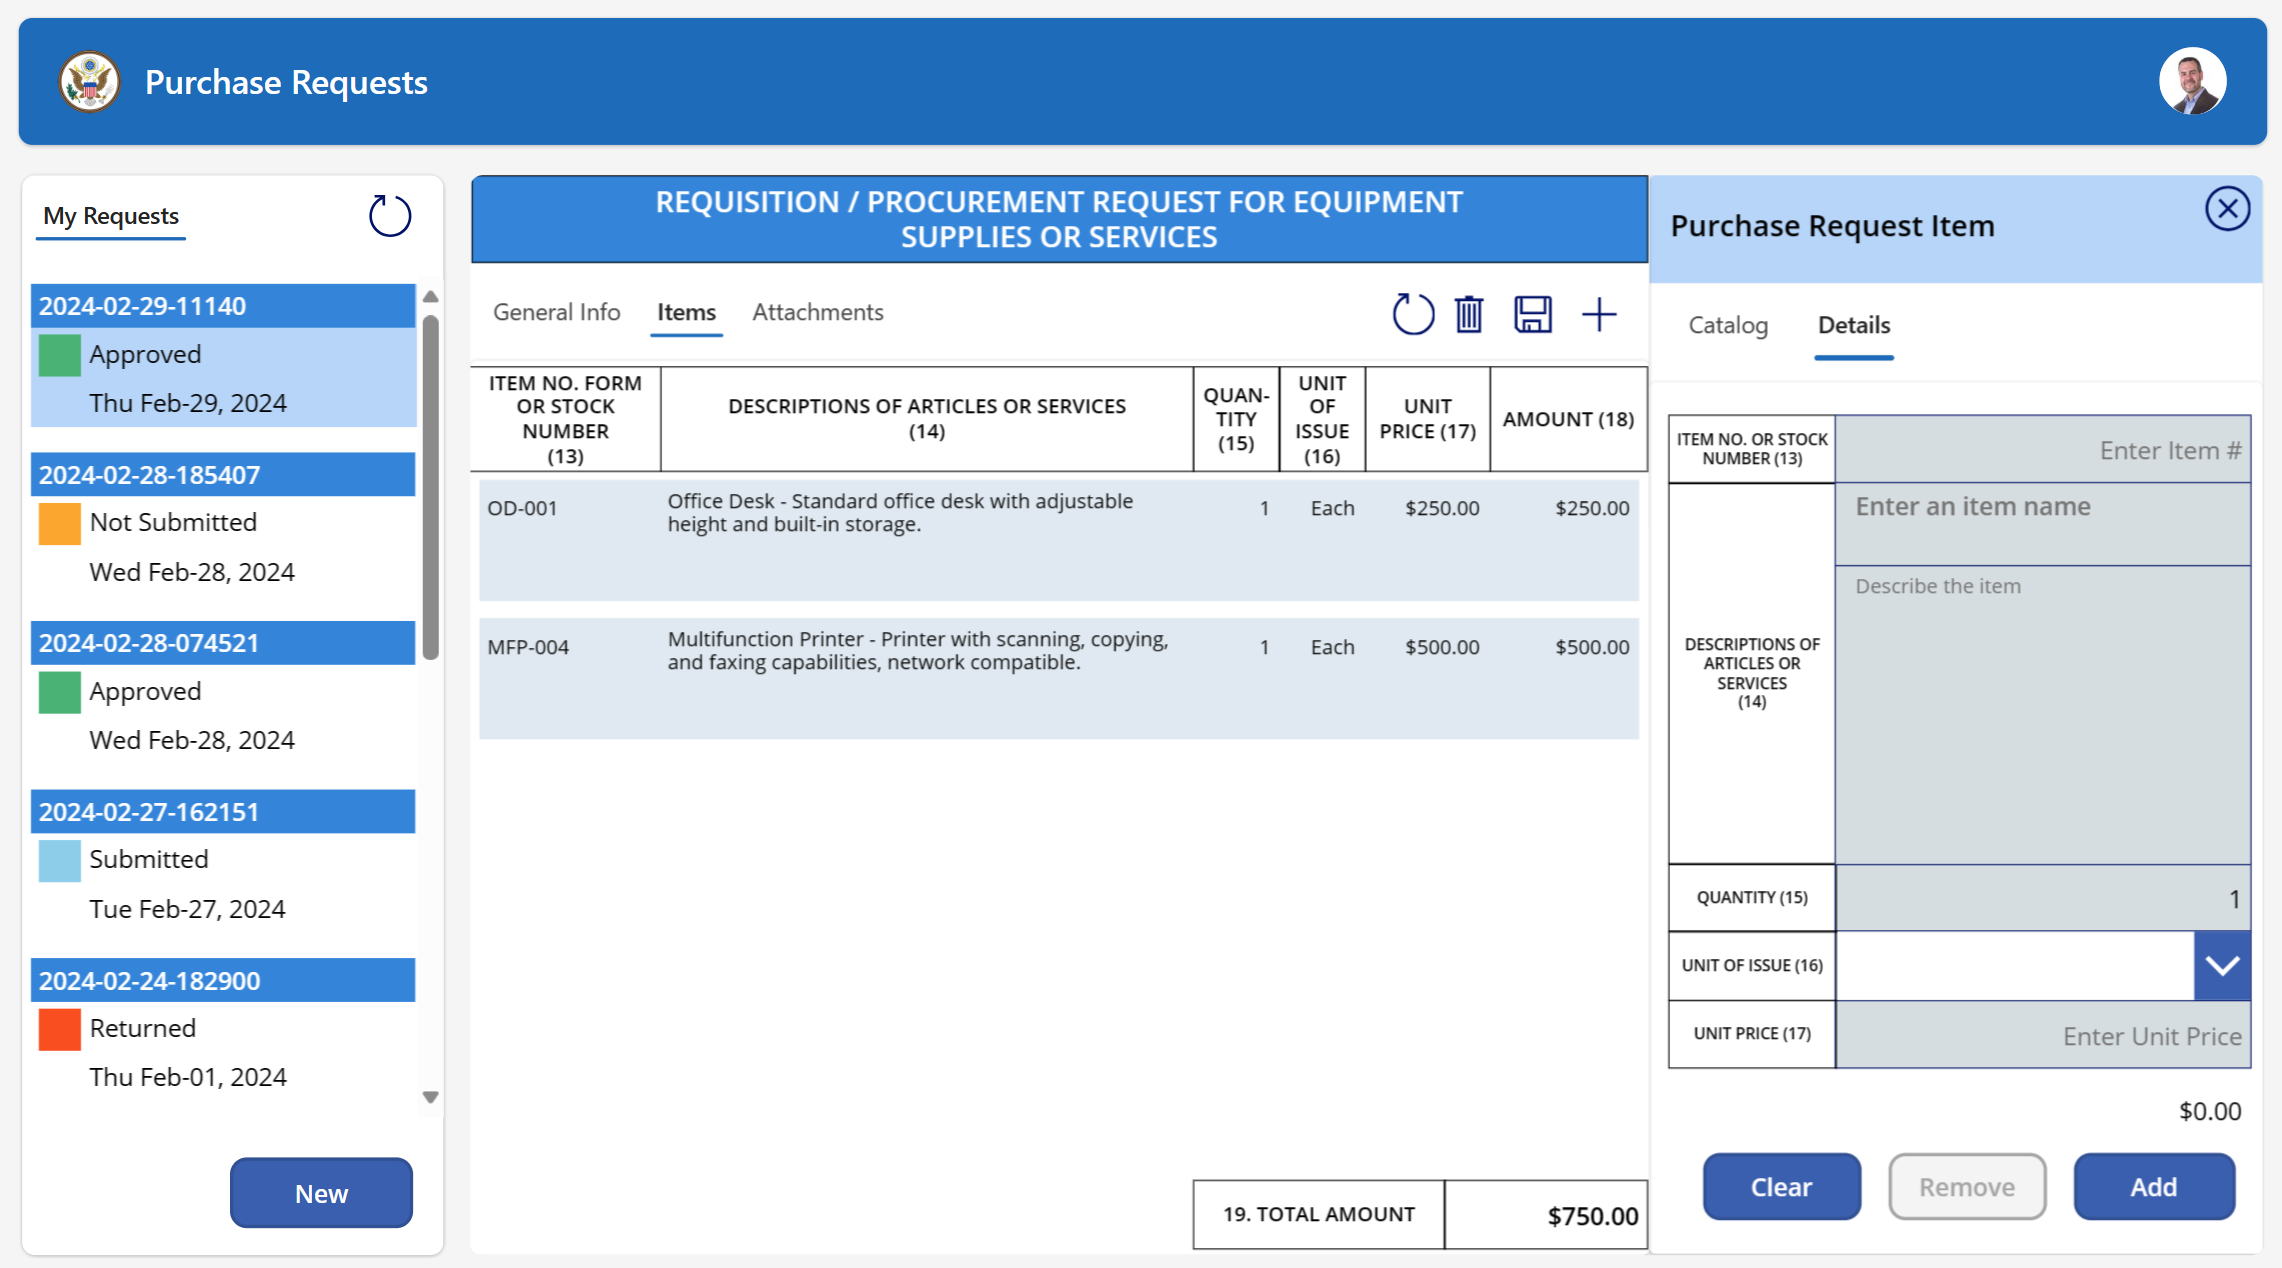 Purchase Requests
My Requests
2024-02-29-11140
Approved
Thu Feb-29, 2024
2024-02-28-185407
Not Submitted
Wed Feb-28, 2024
2024-02-28-074521
Approved
Wed Feb-28, 2024
2024-02-27-162151
Submitted
Tue Feb-27, 2024
2024-02-24-182900
Returned
Thu Feb-01, 2024
New
REQUISITION / PROCUREMENT REQUEST FOR EQUIPMENT
SUPPLIES OR SERVICES
General Info Items Attachments
ITEM NO. FORM
OR STOCK
NUMBER
(13)
DESCRIPTIONS OF ARTICLES OR SERVICES
(14)
QUAN-
TITY
(15)
UNIT
OF
ISSUE
(16)
UNIT
PRICE (17)
AMOUNT (18)
OD-001
Office Desk - Standard office desk with adjustable
height and built-in storage.
1
Each
$250.00
$250.00
MFP-004
Multifunction Printer - Printer with scanning, copying,
and faxing capabilities, network compatible.
1
Each
$500.00
$500.00
19. TOTAL AMOUNT
$750.00
Purchase Request Item
Catalog Details
ITEM NO. OR STOCK
NUMBER (13)
Enter Item #
DESCRIPTIONS OF
ARTICLES OR
SERVICES
(14)
Enter an item name
Describe the item
QUANTITY (15)
1
UNIT OF ISSUE (16)
UNIT PRICE (17)
Enter Unit Price
$0.00
Clear Remove Add